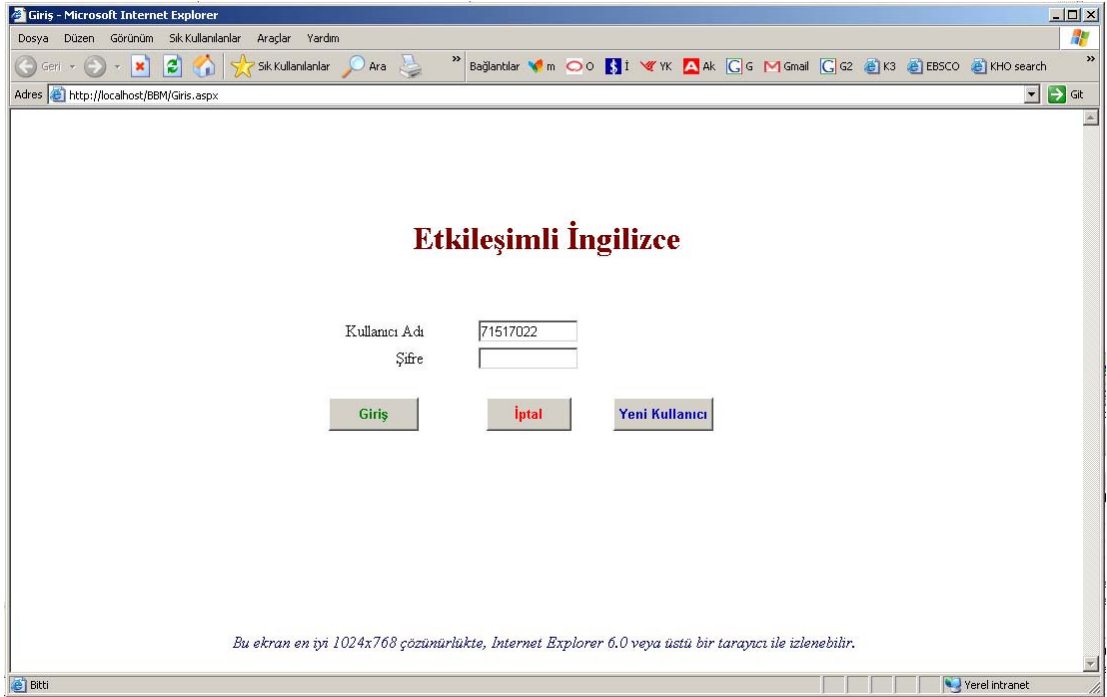 Giriş - Microsoft Internet Explorer
Dosya Düzen Görünüm Sık Kullanılanlar Araçlar Yardım
Geri Sık Kullanılanlar Ara » Bağlantılar m O İ YK Ak G Gmail G2 K3 EBSCO KHO search »
Adres http://localhost/BBM/Giris.aspx Git
Etkileşimli İngilizce
Kullanıcı Adı 71517022
Şifre
Giriş İptal Yeni Kullanıcı
Bu ekran en iyi 1024x768 çözünürlükte, Internet Explorer 6.0 veya üstü bir tarayıcı ile izlenebilir.
Bitti Yerel intranet